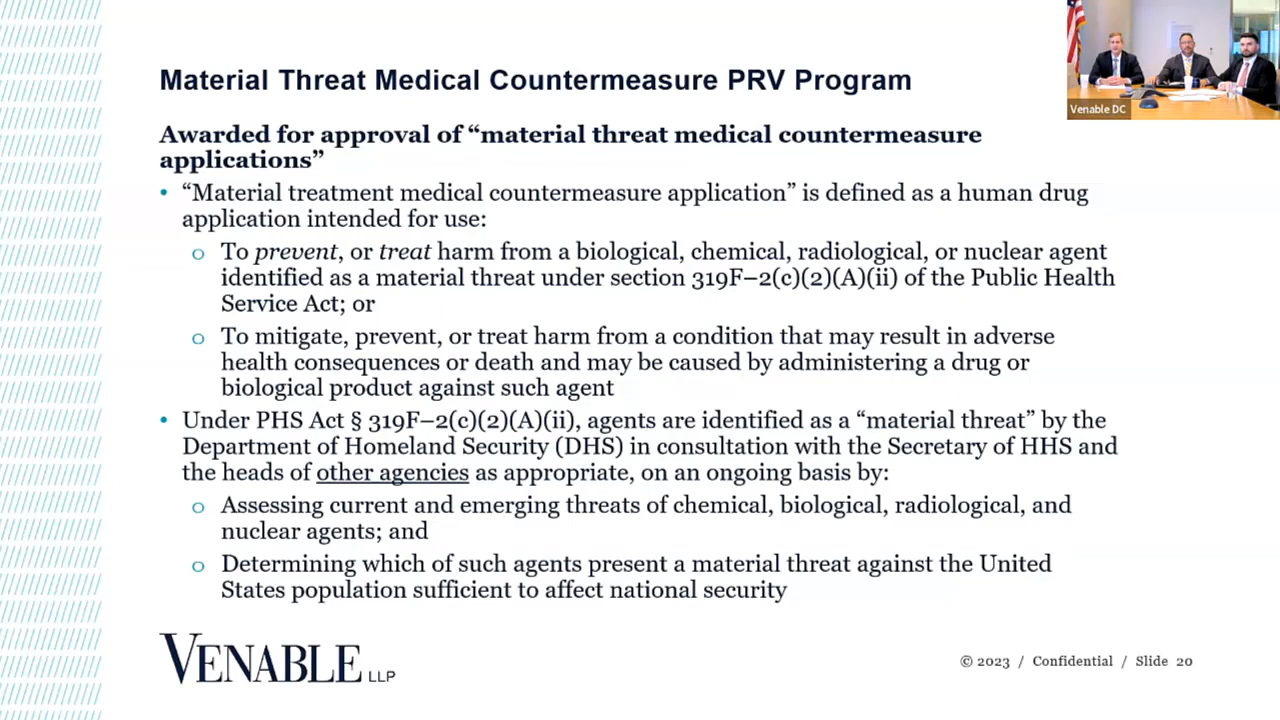 Material Threat Medical Countermeasure PRV Program
Venable DC
Awarded for approval of “material threat medical countermeasure
applications”
• “Material treatment medical countermeasure application” is defined as a human drug
application intended for use:
o To prevent, or treat harm from a biological, chemical, radiological, or nuclear agent
identified as a material threat under section 319F–2(c)(2)(A)(ii) of the Public Health
Service Act; or
o To mitigate, prevent, or treat harm from a condition that may result in adverse
health consequences or death and may be caused by administering a drug or
biological product against such agent
• Under PHS Act § 319F–2(c)(2)(A)(ii), agents are identified as a “material threat” by the
Department of Homeland Security (DHS) in consultation with the Secretary of HHS and
the heads of other agencies as appropriate, on an ongoing basis by:
o Assessing current and emerging threats of chemical, biological, radiological, and
nuclear agents; and
o Determining which of such agents present a material threat against the United
States population sufficient to affect national security
VENABLE LLP
© 2023 / Confidential / Slide 20